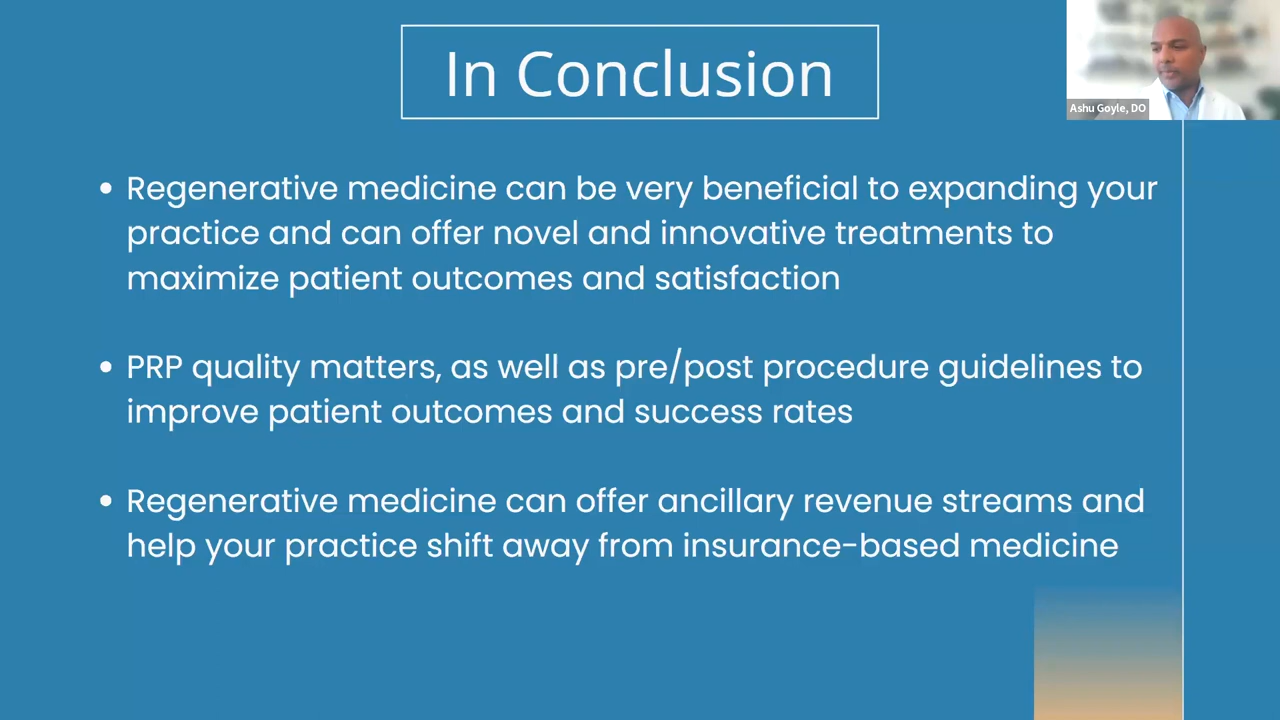 In Conclusion
Ashu Goyle, DO
• Regenerative medicine can be very beneficial to expanding your
practice and can offer novel and innovative treatments to
maximize patient outcomes and satisfaction
• PRP quality matters, as well as pre/post procedure guidelines to
improve patient outcomes and success rates
• Regenerative medicine can offer ancillary revenue streams and
help your practice shift away from insurance-based medicine